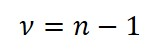 ν = n − 1